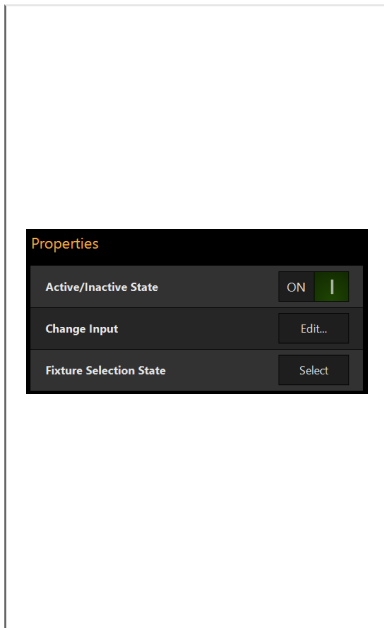 Properties
Active/Inactive State ON
Change Input Edit...
Fixture Selection State Select